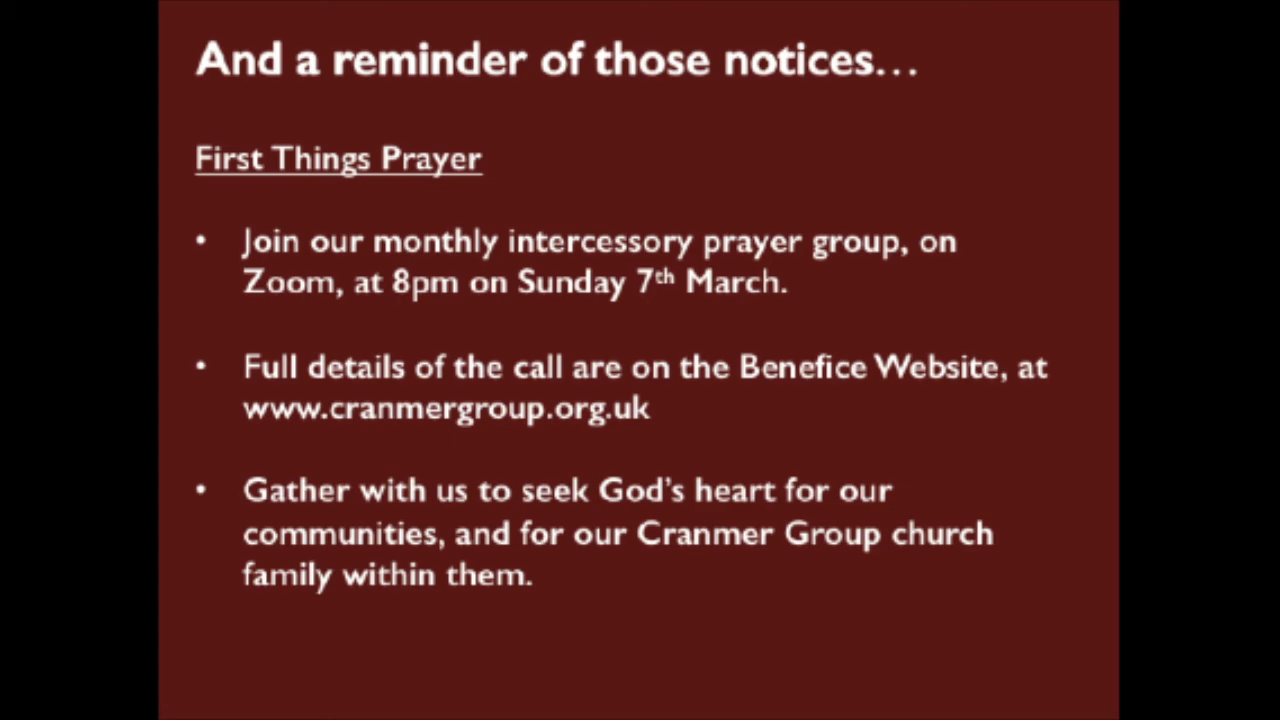 And a reminder of those notices...
First Things Prayer
• Join our monthly intercessory prayer group, on
Zoom, at 8pm on Sunday 7th March.
• Full details of the call are on the Benefice Website, at
www.cranmergroup.org.uk
• Gather with us to seek God's heart for our
communities, and for our Cranmer Group church
family within them.